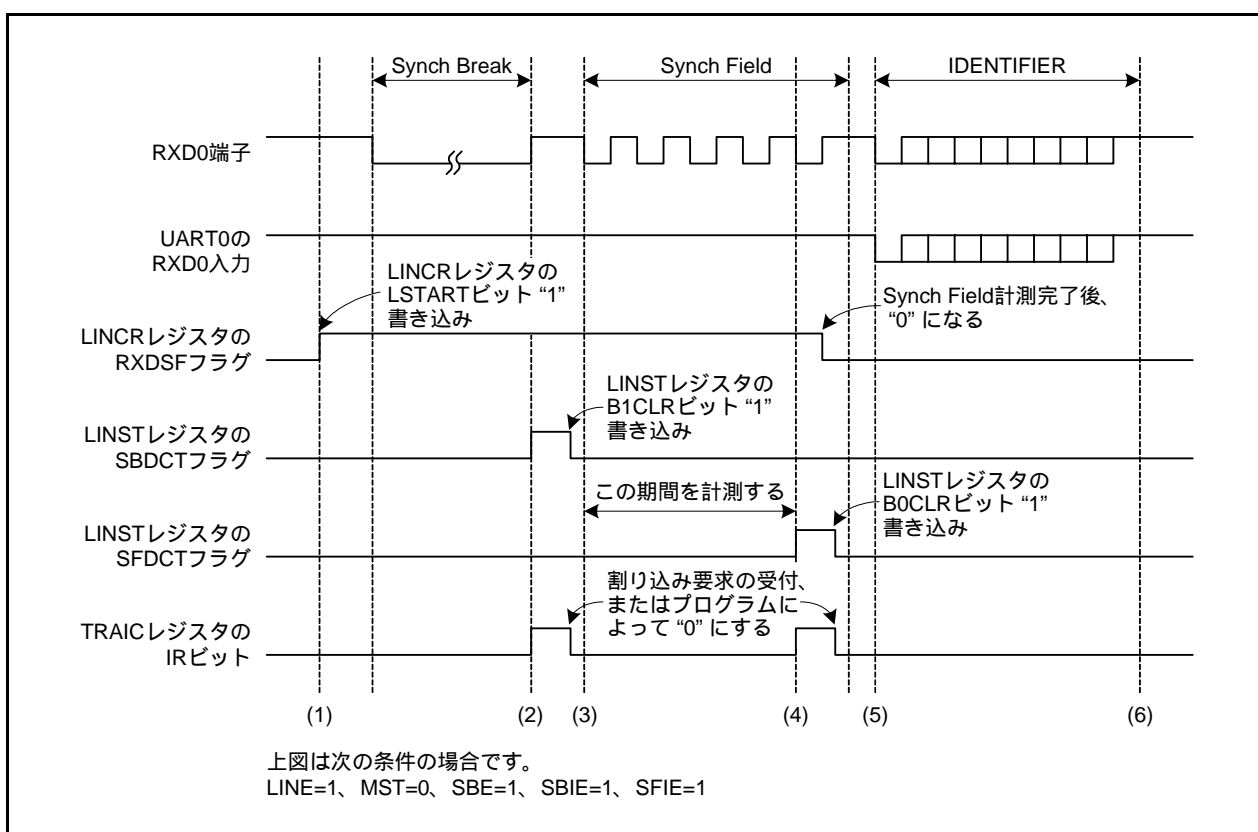 Synch Break
Synch Field
IDENTIFIER
RXD0端子
UART0の
RXD0入力
LINCRレジスタの
LSTARTビット “1”
書き込み
Synch Field計測完了後、
“0” になる
LINCRレジスタの
RXDSFフラグ
LINSTレジスタの
B1CLRビット “1”
書き込み
LINSTレジスタの
SBDCTフラグ
この期間を計測する
LINSTレジスタの
B0CLRビット “1”
書き込み
LINSTレジスタの
SFDCTフラグ
割り込み要求の受付、
またはプログラムに
よって “0” にする
TRAICレジスタの
IRビット
(1) (2) (3) (4) (5) (6)
上図は次の条件の場合です。
LINE=1、MST=0、SBE=1、SBIE=1、SFIE=1